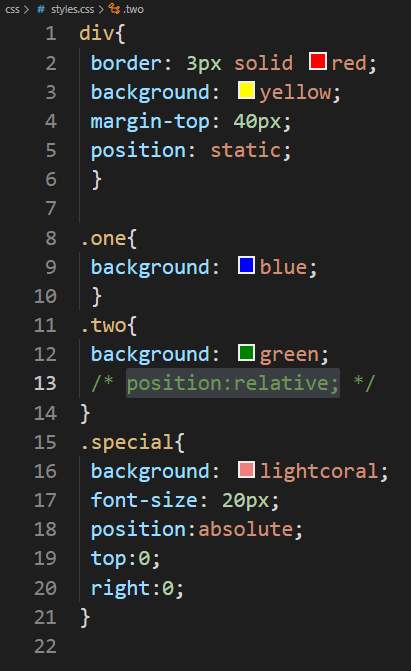 css > # styles.css > .two
1 div{
2 border: 3px solid red;
3 background: yellow;
4 margin-top: 40px;
5 position: static;
6 }
7
8 .one{
9 background: blue;
10 }
11 .two{
12 background: green;
13 /* position:relative; */
14 }
15 .special{
16 background: lightcoral;
17 font-size: 20px;
18 position:absolute;
19 top:0;
20 right:0;
21 }
22